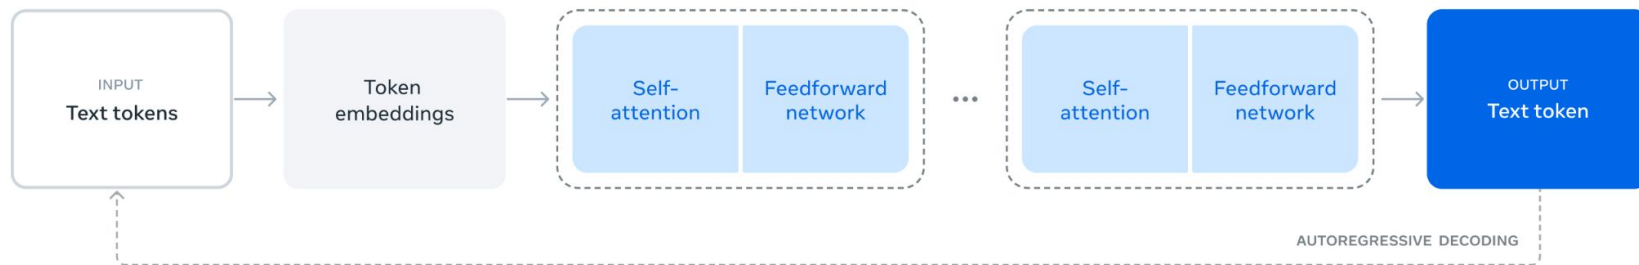 INPUT
Text tokens
Token
embeddings
Self-
attention
Feedforward
network
...
Self-
attention
Feedforward
network
OUTPUT
Text token
AUTOREGRESSIVE DECODING